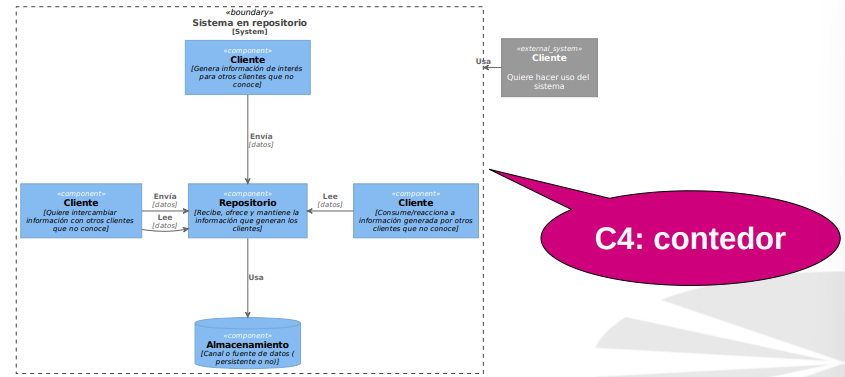 «boundary»
Sistema en repositorio
[System]
«component»
Cliente
[Genera información de interés
para otros clientes que no
conoce]
Usa
«external_system»
Cliente
Quiere hacer uso del
sistema
Envía
[datos]
«component»
Cliente
[Quiere intercambiar
información con otros clientes
que no conoce]
Envía
[datos]
Lee
[datos]
«component»
Repositorio
[Recibe, ofrece y mantiene la
información que generan los
clientes]
Lee
[datos]
«component»
Cliente
[Consume/reacciona a
información generada por otros
clientes que no conoce]
C4: contedor
Usa
«component»
Almacenamiento
[Canal o fuente de datos (
persistente o no)]